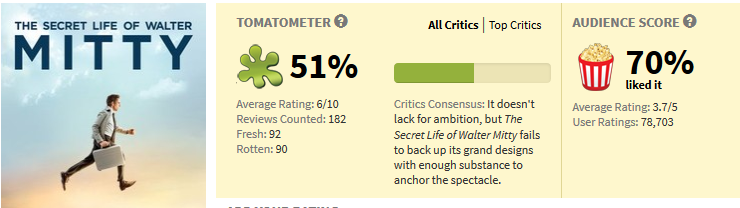 THE SECRET LIFE OF WALTER
MITTY
TOMATOMETER ?
All Critics | Top Critics
51%
Average Rating: 6/10
Reviews Counted: 182
Fresh: 92
Rotten: 90
Critics Consensus: It doesn't
lack for ambition, but The
Secret Life of Walter Mitty fails
to back up its grand designs
with enough substance to
anchor the spectacle.
AUDIENCE SCORE ?
70%
liked it
Average Rating: 3.7/5
User Ratings: 78,703